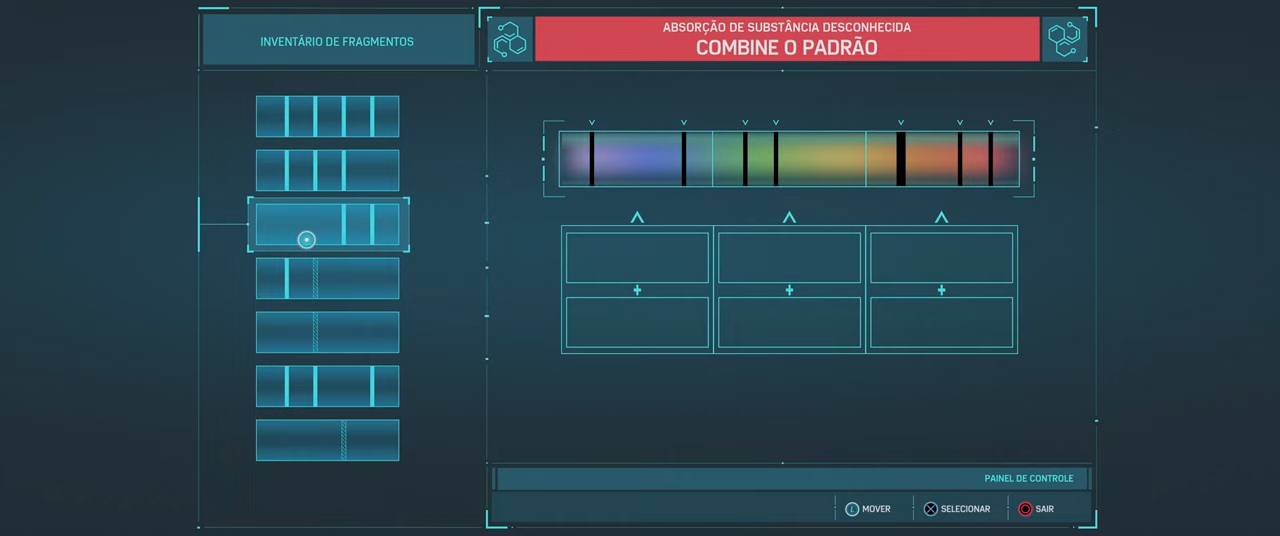 INVENTÁRIO DE FRAGMENTOS
ABSORÇÃO DE SUBSTÂNCIA DESCONHECIDA
COMBINE O PADRÃO
PAINEL DE CONTROLE
L MOVER
SELECIONAR
SAIR